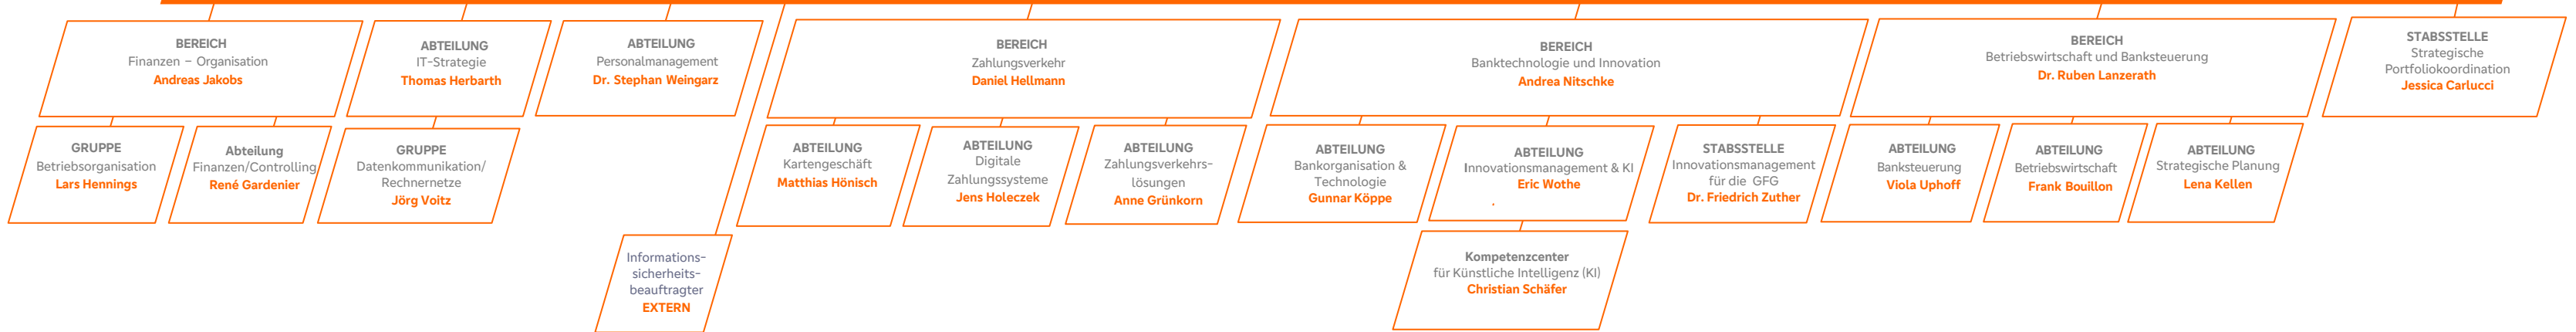 BEREICH
Finanzen – Organisation
Andreas Jakobs
ABTEILUNG
IT-Strategie
Thomas Herbarth
ABTEILUNG
Personalmanagement
Dr. Stephan Weingarz
BEREICH
Zahlungsverkehr
Daniel Hellmann
BEREICH
Banktechnologie und Innovation
Andrea Nitschke
BEREICH
Betriebswirtschaft und Banksteuerung
Dr. Ruben Lanzerath
STABSSTELLE
Strategische
Portfoliokoordination
Jessica Carlucci
GRUPPE
Betriebsorganisation
Lars Hennings
Abteilung
Finanzen/Controlling
René Gardenier
GRUPPE
Datenkommunikation/
Rechnernetze
Jörg Voitz
ABTEILUNG
Kartengeschäft
Matthias Hönisch
ABTEILUNG
Digitale
Zahlungssysteme
Jens Holeczek
ABTEILUNG
Zahlungsverkehrs-
lösungen
Anne Grünkorn
ABTEILUNG
Bankorganisation &
Technologie
Gunnar Köppe
ABTEILUNG
Innovationsmanagement & KI
Eric Wothe
STABSSTELLE
Innovationsmanagement
für die GFG
Dr. Friedrich Zuther
ABTEILUNG
Banksteuerung
Viola Uphoff
ABTEILUNG
Betriebswirtschaft
Frank Bouillon
ABTEILUNG
Strategische Planung
Lena Kellen
Informations-
sicherheits-
beauftragter
EXTERN
Kompetenzcenter
für Künstliche Intelligenz (KI)
Christian Schäfer